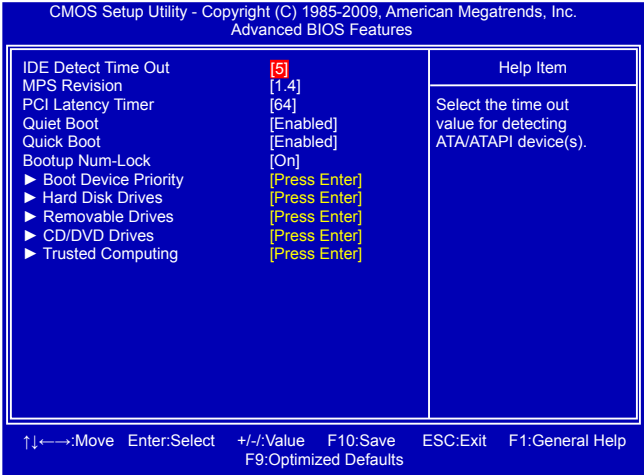 CMOS Setup Utility - Copyright (C) 1985-2009, American Megatrends, Inc.
Advanced BIOS Features
IDE Detect Time Out [5]
MPS Revision [1.4]
PCI Latency Timer [64]
Quiet Boot [Enabled]
Quick Boot [Enabled]
Bootup Num-Lock [On]
► Boot Device Priority [Press Enter]
► Hard Disk Drives [Press Enter]
► Removable Drives [Press Enter]
► CD/DVD Drives [Press Enter]
► Trusted Computing [Press Enter]
Help Item
Select the time out
value for detecting
ATA/ATAPI device(s).
↑↓←→:Move Enter:Select +/-/:Value F10:Save ESC:Exit F1:General Help
F9:Optimized Defaults